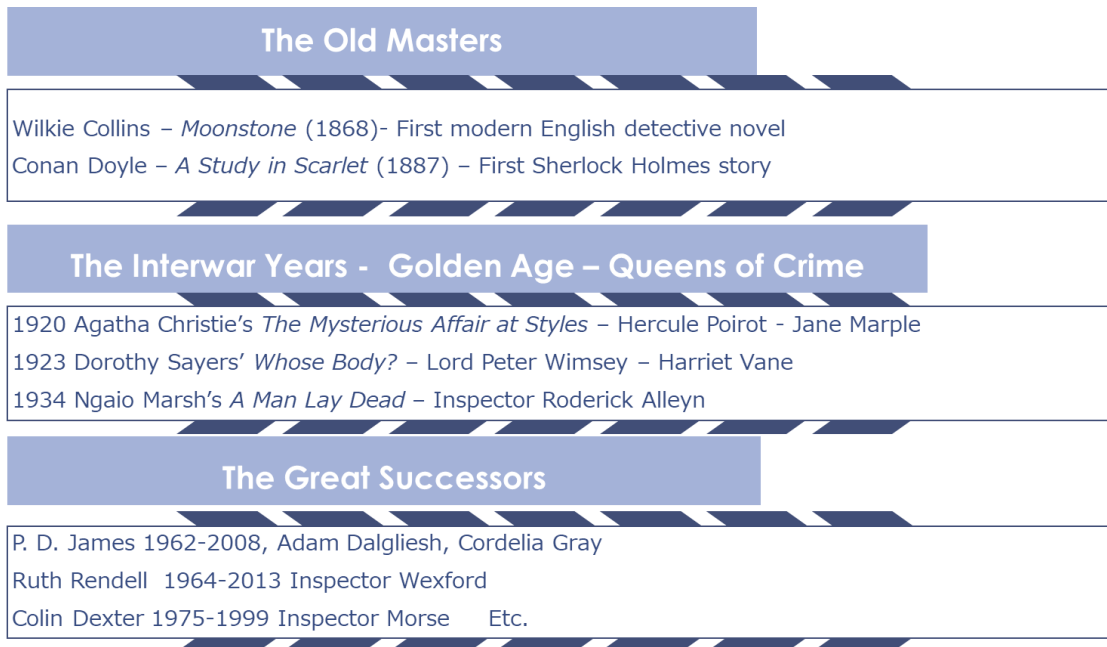 The Old Masters
Wilkie Collins – Moonstone (1868)- First modern English detective novel
Conan Doyle – A Study in Scarlet (1887) – First Sherlock Holmes story
The Interwar Years -  Golden Age – Queens of Crime
1920 Agatha Christie’s The Mysterious Affair at Styles – Hercule Poirot - Jane Marple
1923 Dorothy Sayers’ Whose Body? – Lord Peter Wimsey – Harriet Vane
1934 Ngaio Marsh’s A Man Lay Dead – Inspector Roderick Alleyn
The Great Successors
P. D. James 1962-2008, Adam Dalgliesh, Cordelia Gray
Ruth Rendell  1964-2013 Inspector Wexford
Colin Dexter 1975-1999 Inspector Morse     Etc.